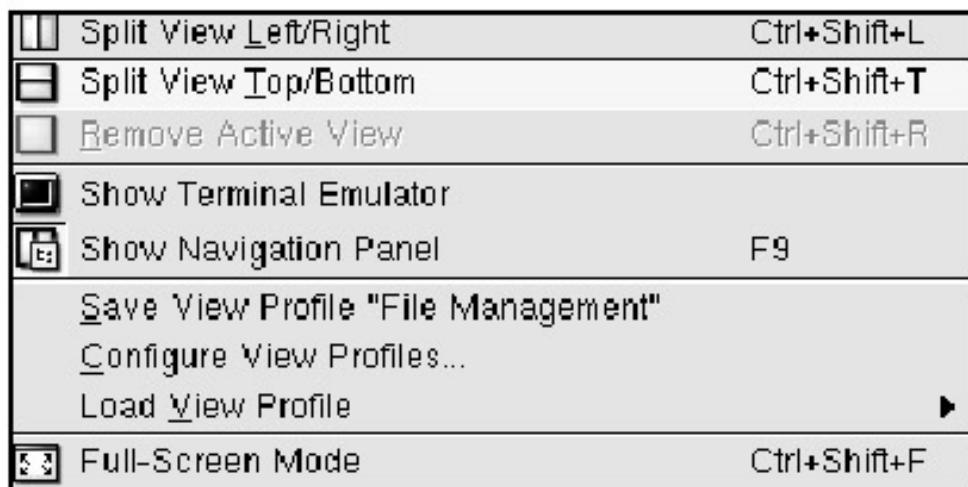 Split View Left/Right Ctrl+Shift+L
Split View Top/Bottom Ctrl+Shift+T
Remove Active View Ctrl+Shift+R
Show Terminal Emulator
Show Navigation Panel F9
Save View Profile "File Management"
Configure View Profiles...
Load View Profile
Full-Screen Mode Ctrl+Shift+F